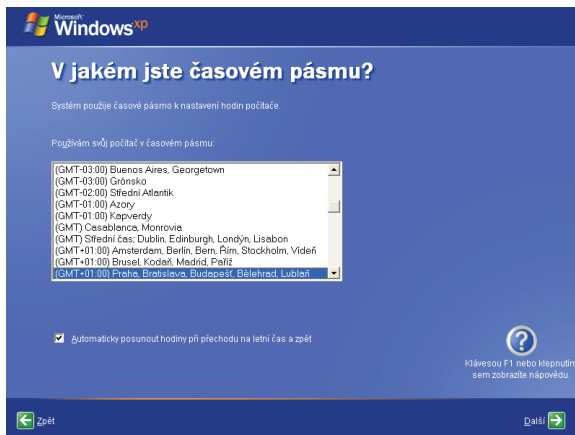 Microsoft
Windows xp
V jakém jste časovém pásmu?
Systém použije časové pásmo k nastavení hodin počítače.
Používám svůj počítač v časovém pásmu:
(GMT-03:00) Buenos Aires, Georgetown
(GMT-03:00) Grónsko
(GMT-02:00) Střední Atlantik
(GMT-01:00) Azory
(GMT-01:00) Kapverdy
(GMT) Casablanca, Monrovia
(GMT) Střední čas; Dublin, Edinburgh, Londýn, Lisabon
(GMT+01:00) Amsterdam, Berlín, Bern, Řím, Stockholm, Vídeň
(GMT+01:00) Brusel, Kodaň, Madrid, Paříž
(GMT+01:00) Praha, Bratislava, Budapešť, Bělehrad, Lublaň
Automaticky posunout hodiny při přechodu na letní čas a zpět
?
Klávesou F1 nebo klepnutím
sem zobrazíte nápovědu.
Zpět
Další